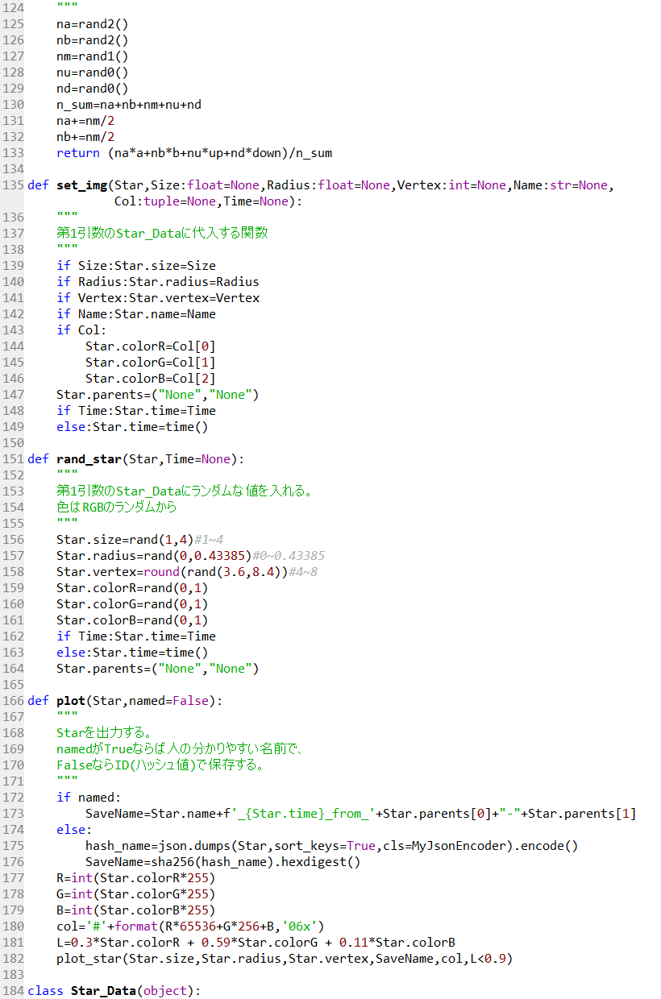 124     """
125     na=rand2()
126     nb=rand2()
127     nm=rand1()
128     nu=rand0()
129     nd=rand0()
130     n_sum=na+nb+nm+nu+nd
131     na+=nm/2
132     nb+=nm/2
133     return (na*a+nb*b+nu*up+nd*down)/n_sum
134
135 def set_img(Star,Size:float=None,Radius:float=None,Vertex:int=None,Name:str=None,
            Col:tuple=None,Time=None):
136     """
137     第1引数のStar_Dataに代入する関数
138     """
139     if Size:Star.size=Size
140     if Radius:Star.radius=Radius
141     if Vertex:Star.vertex=Vertex
142     if Name:Star.name=Name
143     if Col:
144         Star.colorR=Col[0]
145         Star.colorG=Col[1]
146         Star.colorB=Col[2]
147     Star.parents=("None","None")
148     if Time:Star.time=Time
149     else:Star.time=time()
150
151 def rand_star(Star,Time=None):
152     """
153     第1引数のStar_Dataにランダムな値を入れる。
154     色はRGBのランダムから
155     """
156     Star.size=rand(1,4)#1~4
157     Star.radius=rand(0,0.43385)#0~0.43385
158     Star.vertex=round(rand(3.6,8.4))#4~8
159     Star.colorR=rand(0,1)
160     Star.colorG=rand(0,1)
161     Star.colorB=rand(0,1)
162     if Time:Star.time=Time
163     else:Star.time=time()
164     Star.parents=("None","None")
165
166 def plot(Star,named=False):
167     """
168     Starを出力する。
169     namedがTrueならば人の分かりやすい名前で、
170     FalseならID(ハッシュ値)で保存する。
171     """
172     if named:
173         SaveName=Star.name+f'_{Star.time}_from_'+Star.parents[0]+"-"+Star.parents[1]
174     else:
175         hash_name=json.dumps(Star,sort_keys=True,cls=MyJsonEncoder).encode()
176         SaveName=sha256(hash_name).hexdigest()
177     R=int(Star.colorR*255)
178     G=int(Star.colorG*255)
179     B=int(Star.colorB*255)
180     col='#'+format(R*65536+G*256+B,'06x')
181     L=0.3*Star.colorR + 0.59*Star.colorG + 0.11*Star.colorB
182     plot_star(Star.size,Star.radius,Star.vertex,SaveName,col,L<0.9)
183
184 class Star_Data(object):